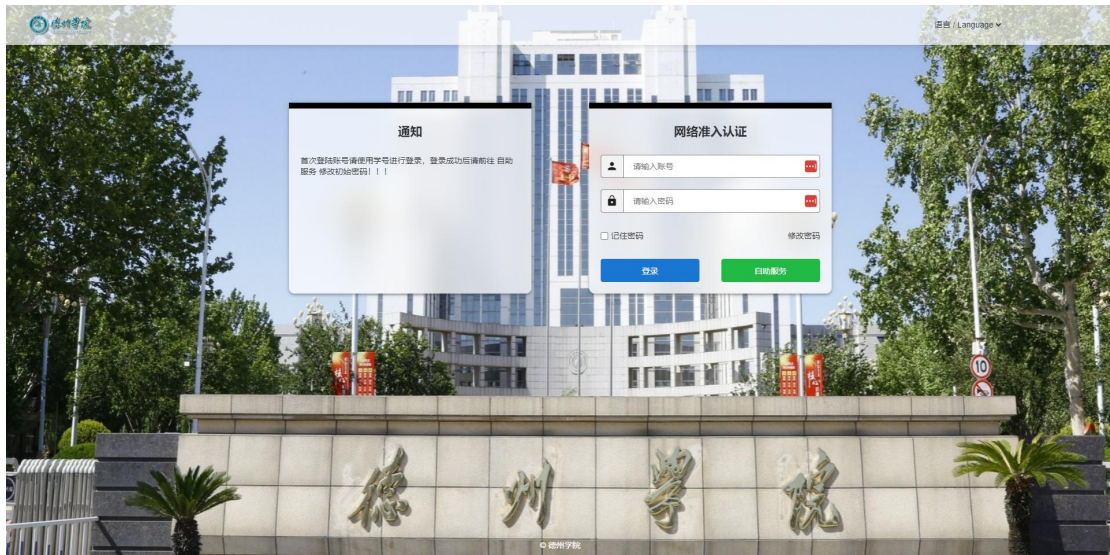 德州学院
语言 / Language
通知
首次登陆账号请使用学号进行登录，登录成功后请前往 自助
服务 修改初始密码！！！
网络准入认证
请输入账号
请输入密码
记住密码
修改密码
登录
自助服务
10
德州学院
© 德州学院